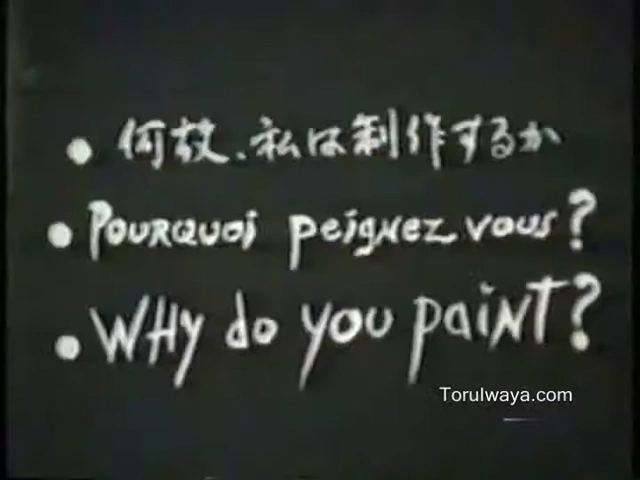 • 何故、私は制作するか
• POURQUOi peigNez vous?
• WHY do you paiNT?
Torulwaya.com